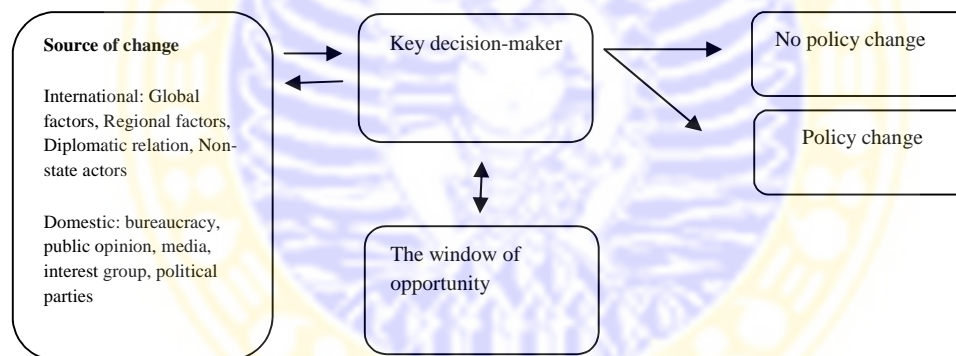 Source of change
International: Global
factors, Regional factors,
Diplomatic relation, Non-
state actors
Domestic: bureaucracy,
public opinion, media,
interest group, political
parties
Key decision-maker
The window of
opportunity
No policy change
Policy change